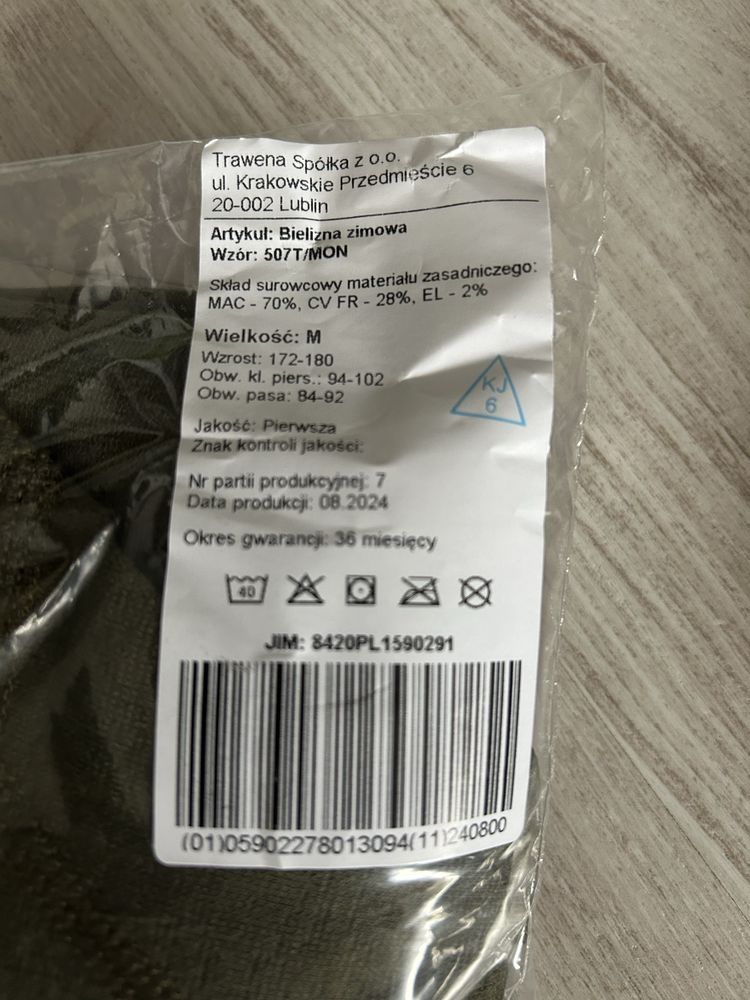 Trawena Spółka z o.o.
ul. Krakowskie Przedmieście 6
20-002 Lublin
Artykuł: Bielizna zimowa
Wzór: 507T/MON
Skład surowcowy materiału zasadniczego:
MAC - 70%, CV FR - 28%, EL - 2%
Wielkość: M
Wzrost: 172-180
Obw. kl. piers.: 94-102
Obw. pasa: 84-92
KJ
6
Jakość: Pierwsza
Znak kontroli jakości:
Nr partii produkcyjnej: 7
Data produkcji: 08.2024
Okres gwarancji: 36 miesięcy
40
JIM: 8420PL1590291
(01)05902278013094(11)240800